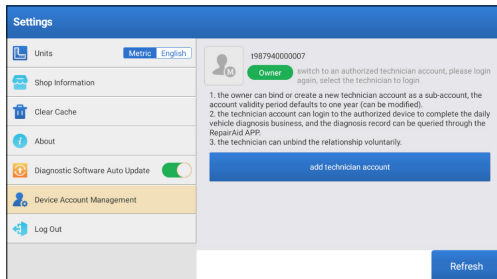 Settings
Units
Metric English
Shop Information
Clear Cache
About
Diagnostic Software Auto Update
Device Account Management
Log Out
t987940000007
M
Owner
switch to an authorized technician account, please login
again, select the technician to login
1. the owner can bind or create a new technician account as a sub-account, the
account validity period defaults to one year (can be modified).
2. the technician account can login to the authorized device to complete the daily
vehicle diagnosis business, and the diagnosis record can be queried through the
RepairAid APP.
3. the technician can unbind the relationship voluntarily.
add technician account
Refresh